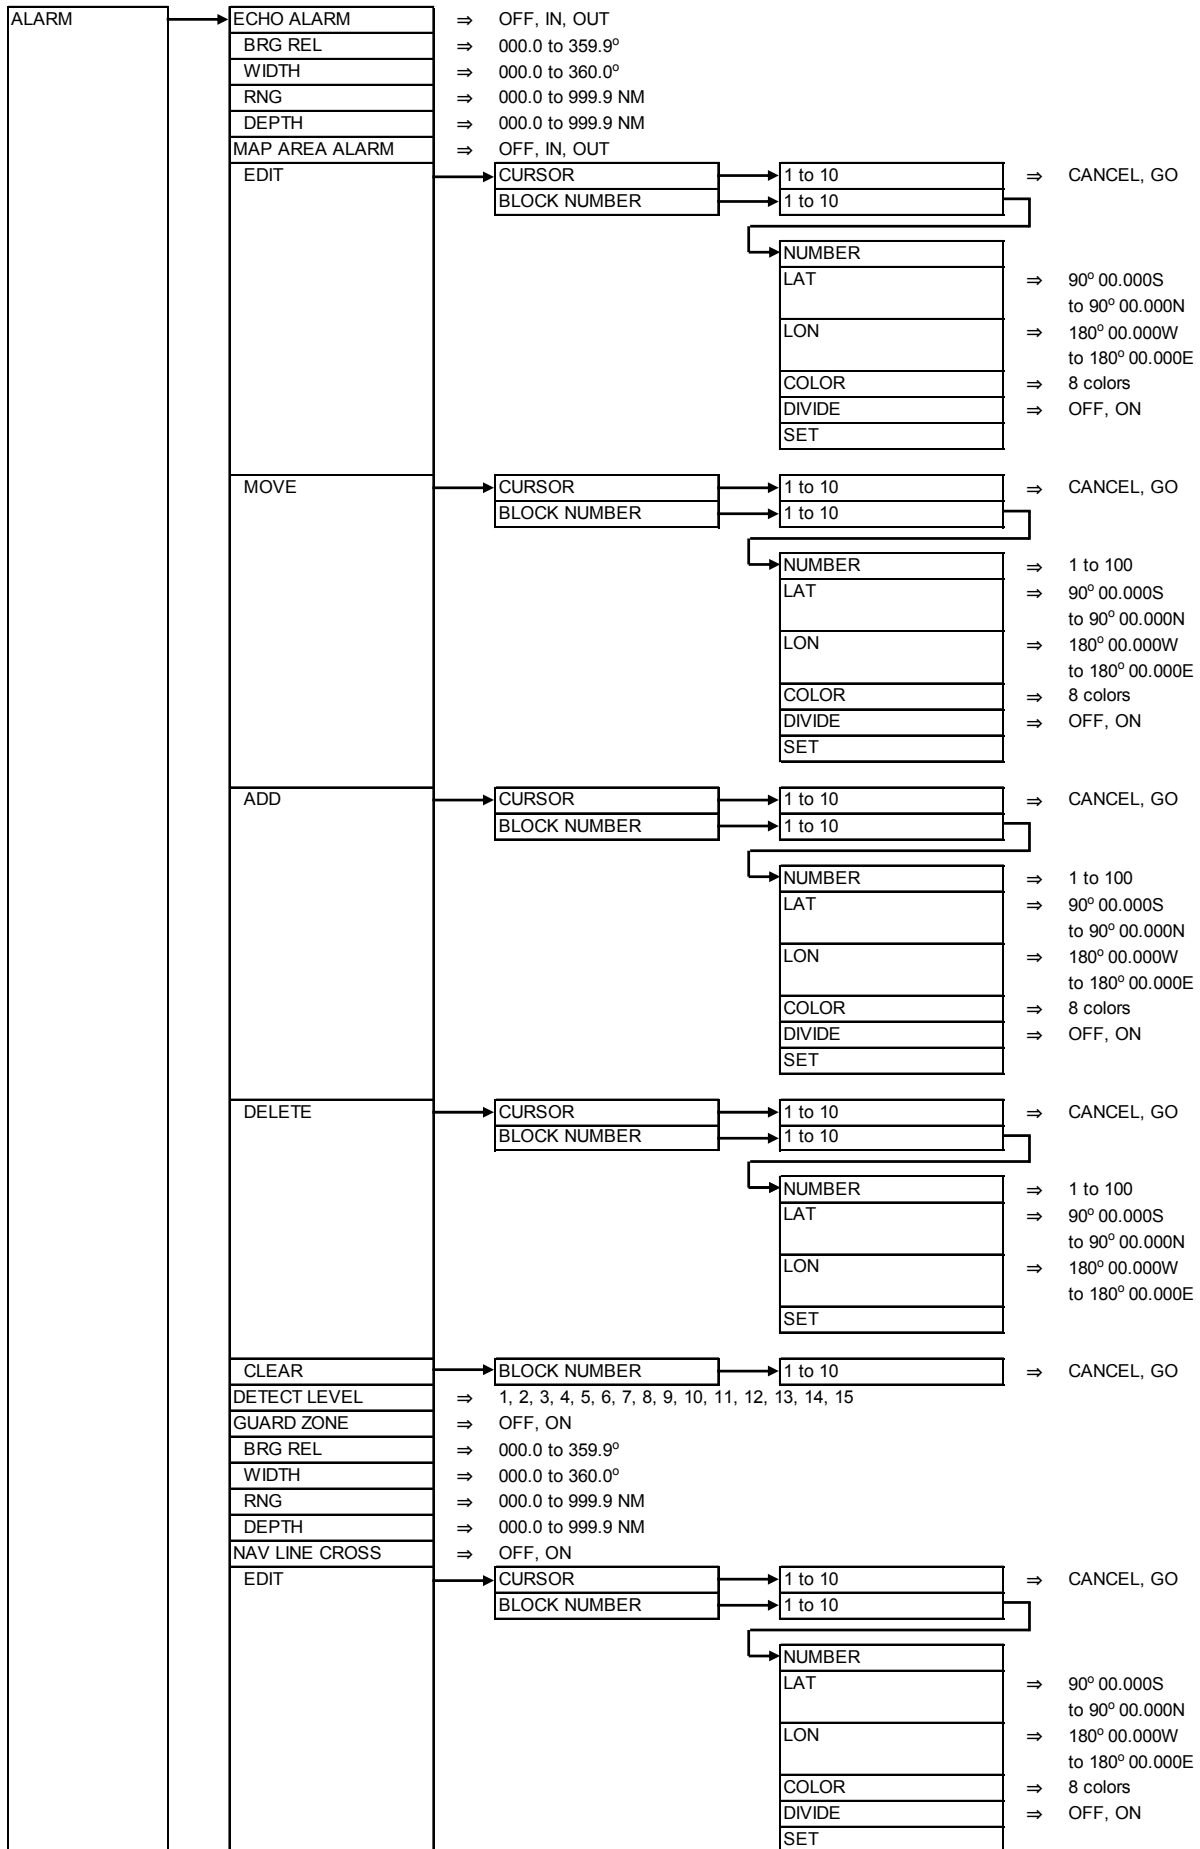 ALARM ECHO ALARM ⇒ OFF, IN, OUT
BRG REL ⇒ 000.0 to 359.9°
WIDTH ⇒ 000.0 to 360.0°
RNG ⇒ 000.0 to 999.9 NM
DEPTH ⇒ 000.0 to 999.9 NM
MAP AREA ALARM ⇒ OFF, IN, OUT
EDIT CURSOR 1 to 10 ⇒ CANCEL, GO
BLOCK NUMBER 1 to 10
NUMBER
LAT ⇒ 90° 00.000S
to 90° 00.000N
LON ⇒ 180° 00.000W
to 180° 00.000E
COLOR ⇒ 8 colors
DIVIDE ⇒ OFF, ON
SET
MOVE CURSOR 1 to 10 ⇒ CANCEL, GO
BLOCK NUMBER 1 to 10
NUMBER ⇒ 1 to 100
LAT ⇒ 90° 00.000S
to 90° 00.000N
LON ⇒ 180° 00.000W
to 180° 00.000E
COLOR ⇒ 8 colors
DIVIDE ⇒ OFF, ON
SET
ADD CURSOR 1 to 10 ⇒ CANCEL, GO
BLOCK NUMBER 1 to 10
NUMBER ⇒ 1 to 100
LAT ⇒ 90° 00.000S
to 90° 00.000N
LON ⇒ 180° 00.000W
to 180° 00.000E
COLOR ⇒ 8 colors
DIVIDE ⇒ OFF, ON
SET
DELETE CURSOR 1 to 10 ⇒ CANCEL, GO
BLOCK NUMBER 1 to 10
NUMBER ⇒ 1 to 100
LAT ⇒ 90° 00.000S
to 90° 00.000N
LON ⇒ 180° 00.000W
to 180° 00.000E
SET
CLEAR BLOCK NUMBER 1 to 10 ⇒ CANCEL, GO
DETECT LEVEL ⇒ 1, 2, 3, 4, 5, 6, 7, 8, 9, 10, 11, 12, 13, 14, 15
GUARD ZONE ⇒ OFF, ON
BRG REL ⇒ 000.0 to 359.9°
WIDTH ⇒ 000.0 to 360.0°
RNG ⇒ 000.0 to 999.9 NM
DEPTH ⇒ 000.0 to 999.9 NM
NAV LINE CROSS ⇒ OFF, ON
EDIT CURSOR 1 to 10 ⇒ CANCEL, GO
BLOCK NUMBER 1 to 10
NUMBER
LAT ⇒ 90° 00.000S
to 90° 00.000N
LON ⇒ 180° 00.000W
to 180° 00.000E
COLOR ⇒ 8 colors
DIVIDE ⇒ OFF, ON
SET